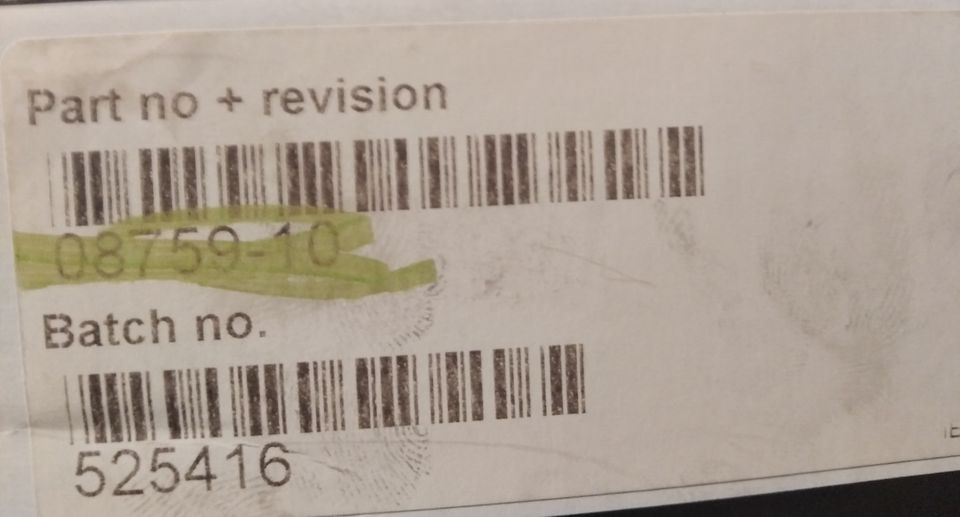 Part no + revision
08759-10
Batch no.
525416